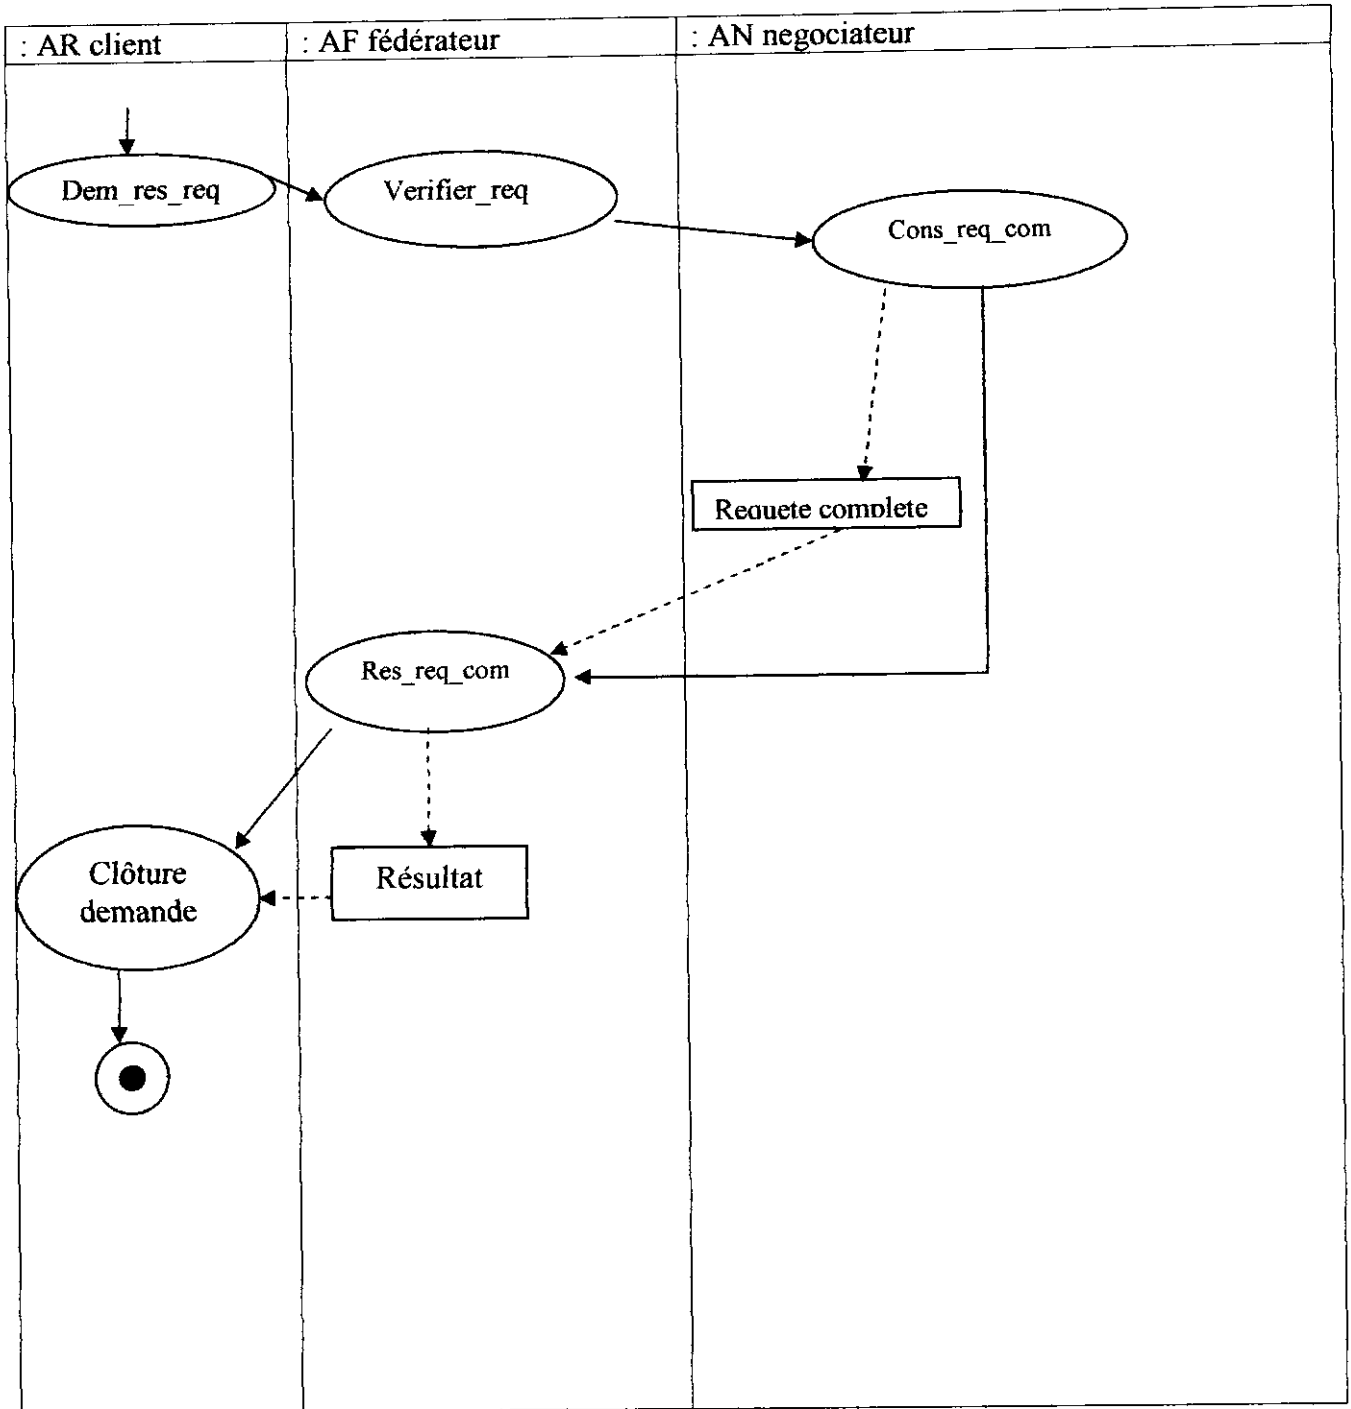 : AR client
: AF fédérateur
: AN negociateur
Dem_res_req
Verifier_req
Cons_req_com
Requete complete
Res_req_com
Clôture
demande
Résultat